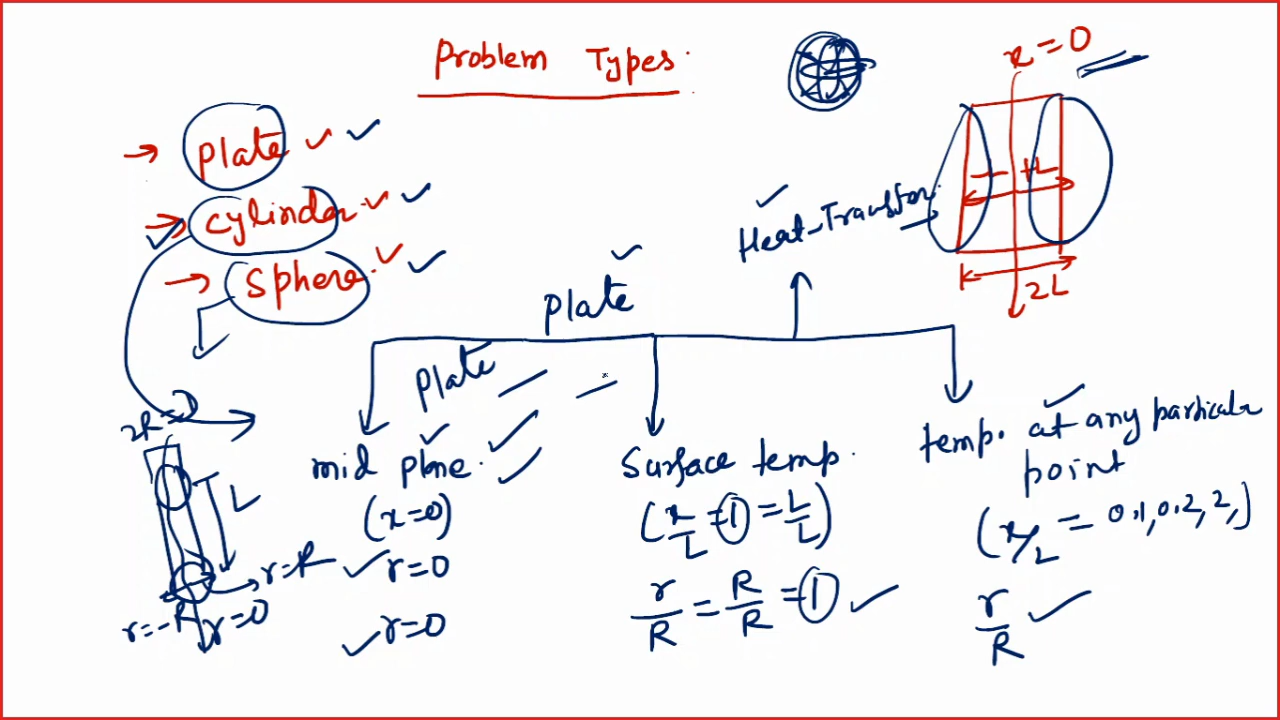 Problem Types.
x=0
→ plate ✓ ✓
→ cylinder ✓ ✓
→ Sphere. ✓ ✓
+L
2L
Heat-Transfer.
plate
plate
mid plane.
(x=0)
r=0
r=0
Surface temp.
(x/L = 1 = L/L)
r/R = R/R = 1
temp. at any particular
point
(x/L = 0.1, 0.2, 2,)
r/R
L
r=R
r=-R
r=0